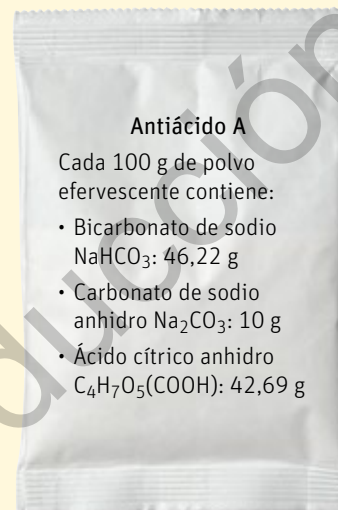 Antiácido A
Cada 100 g de polvo
efervescente contiene:
• Bicarbonato de sodio
NaHCO₃: 46,22 g
• Carbonato de sodio
anhidro Na₂CO₃: 10 g
• Ácido cítrico anhidro
C₄H₇O₅(COOH): 42,69 g